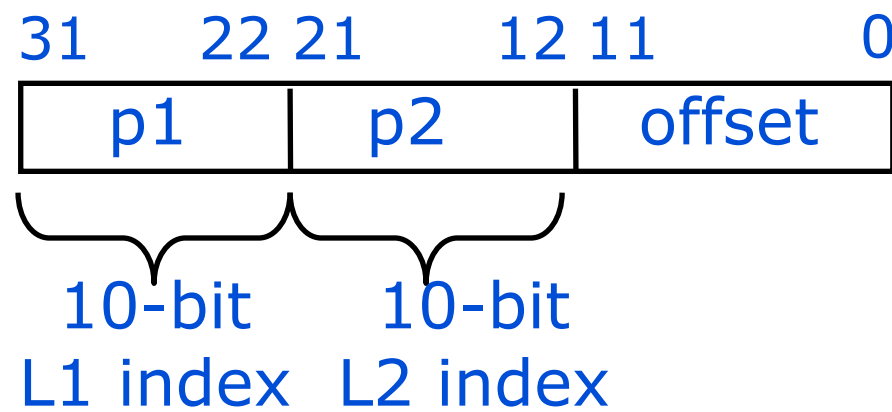 31 22 21 12 11 0
p1 p2 offset
10-bit 10-bit
L1 index L2 index